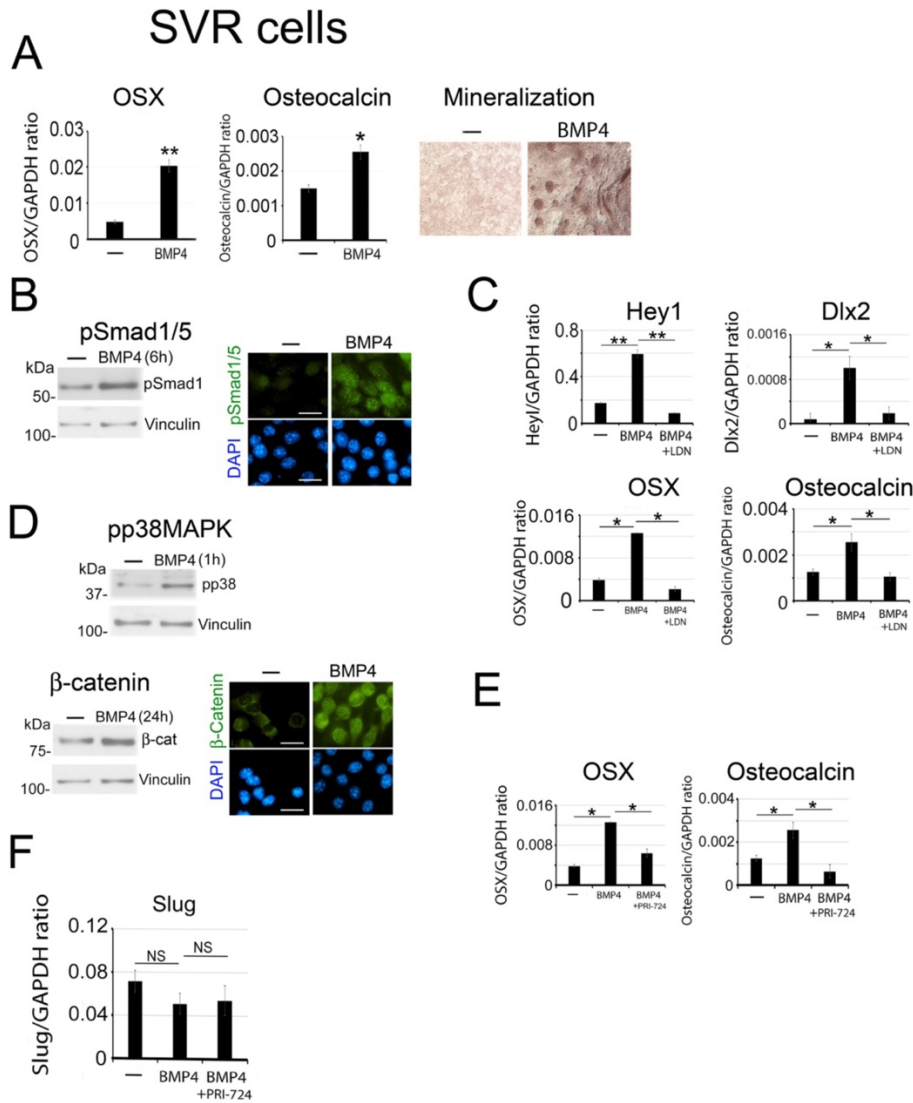 SVR cells
A
OSX
OSX/GAPDH ratio
0.03
0.02
0.01
0
**
—
BMP4
Osteocalcin
Osteocalcin/GAPDH ratio
0.003
0.002
0.001
0
*
—
BMP4
Mineralization
— BMP4
B
pSmad1/5
— BMP4 (6h)
kDa
50-
pSmad1
100-
Vinculin
— BMP4
pSmad1/5
DAPI
C
Hey1
HeyI/GAPDH ratio
0.8
0.4
0
** **
—
BMP4
BMP4
+LDN
Dlx2
Dlx2/GAPDH ratio
0.0016
0.0008
0
* *
—
BMP4
BMP4
+LDN
OSX
OSX/GAPDH ratio
0.016
0.008
0
* *
—
BMP4
BMP4
+LDN
Osteocalcin
Osteocalcin/GAPDH ratio
0.004
0.002
0
* *
—
BMP4
BMP4
+LDN
D
pp38MAPK
— BMP4 (1h)
kDa
37-
pp38
100-
Vinculin
β-catenin
— BMP4 (24h)
kDa
75-
β-cat
100-
Vinculin
— BMP4
β-Catenin
DAPI
E
OSX
OSX/GAPDH ratio
0.016
0.008
0
* *
—
BMP4
BMP4
+PRI-724
Osteocalcin
Osteocalcin/GAPDH ratio
0.004
0.002
0
* *
—
BMP4
BMP4
+PRI-724
F
Slug
Slug/GAPDH ratio
0.12
0.08
0.04
0
NS NS
—
BMP4
BMP4
+PRI-724